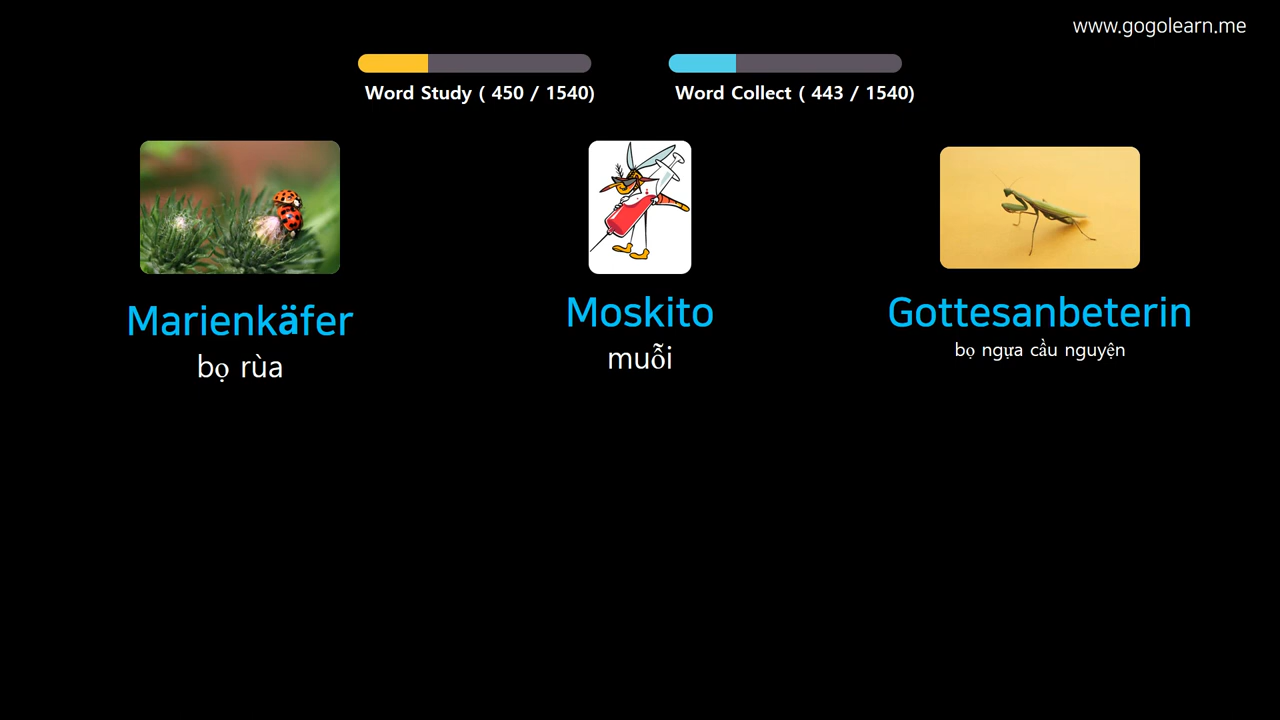 www.gogolearn.me
Word Study ( 450 / 1540)
Word Collect ( 443 / 1540)
Marienkäfer
bọ rùa
Moskito
muỗi
Gottesanbeterin
bọ ngựa cầu nguyện